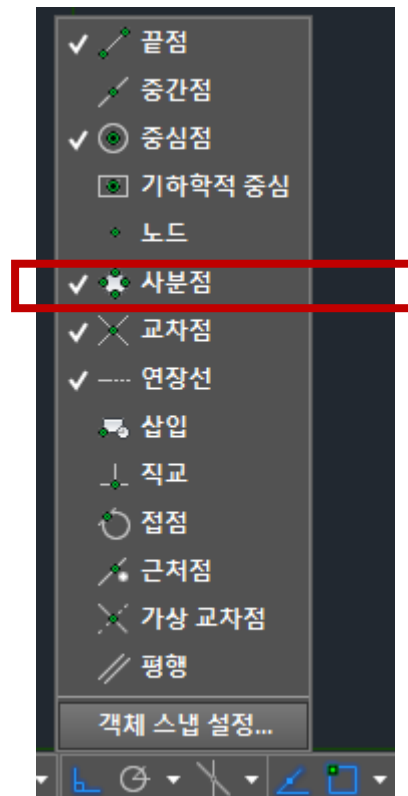 끝점
중간점
중심점
기하학적 중심
노드
사분점
교차점
연장선
삽입
직교
접점
근처점
가상 교차점
평행
객체 스냅 설정...